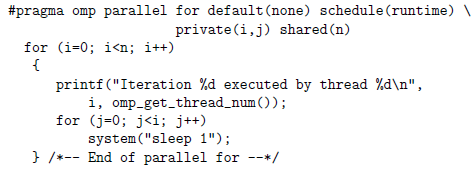 #pragma omp parallel for default(none) schedule(runtime) \
                         private(i,j) shared(n)
  for (i=0; i<n; i++)
   {
      printf("Iteration %d executed by thread %d\n",
          i, omp_get_thread_num());
      for (j=0; j<i; j++)
          system("sleep 1");
   } /*-- End of parallel for --*/